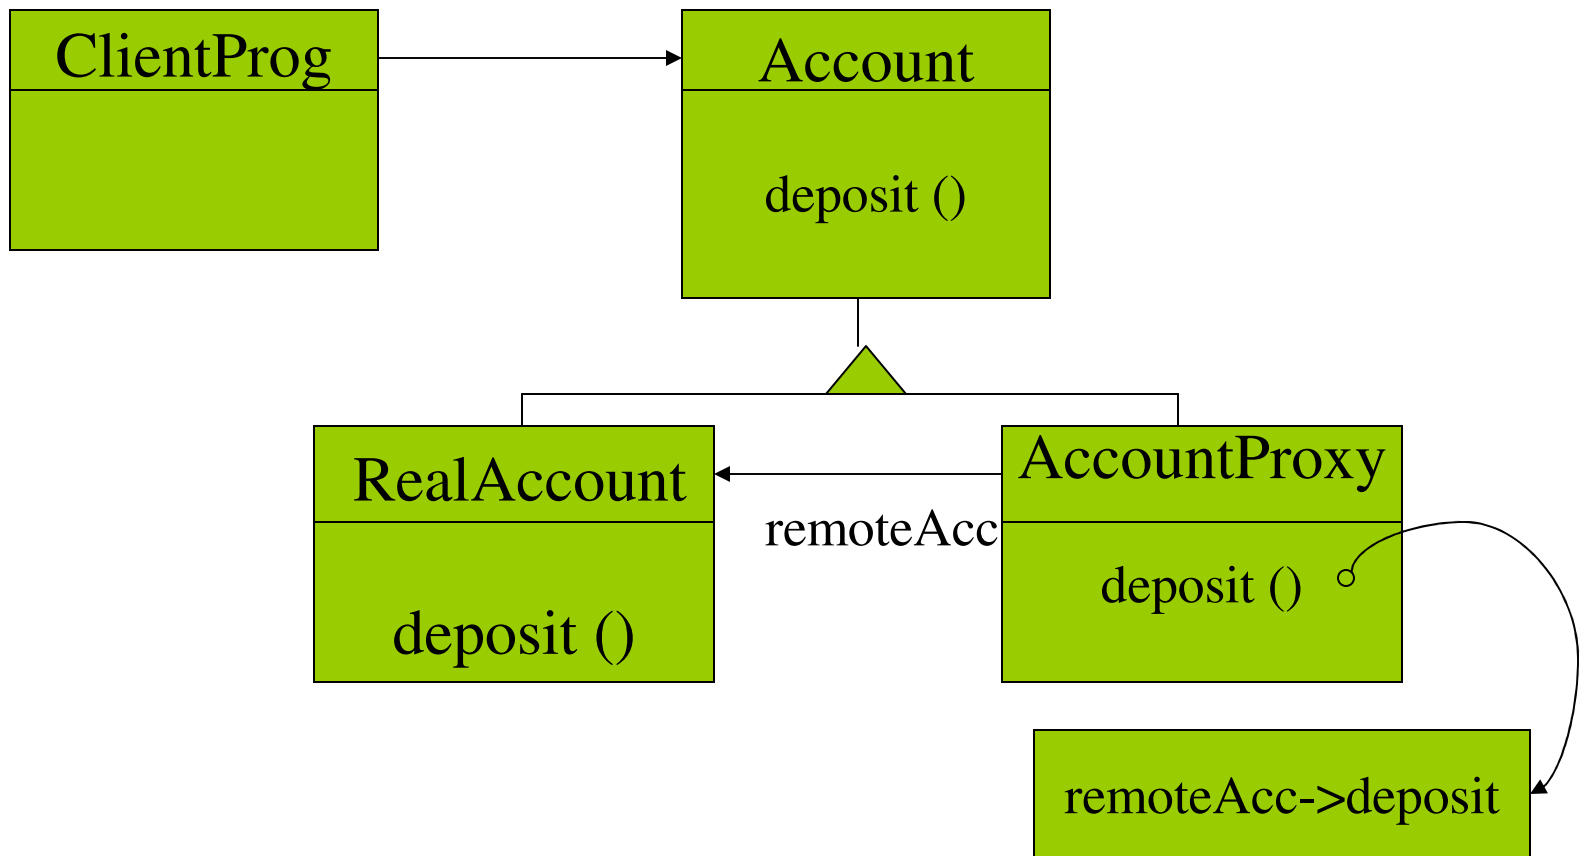 ClientProg
Account
deposit ()
RealAccount
AccountProxy
remoteAcc
deposit ()
deposit ()
remoteAcc->deposit